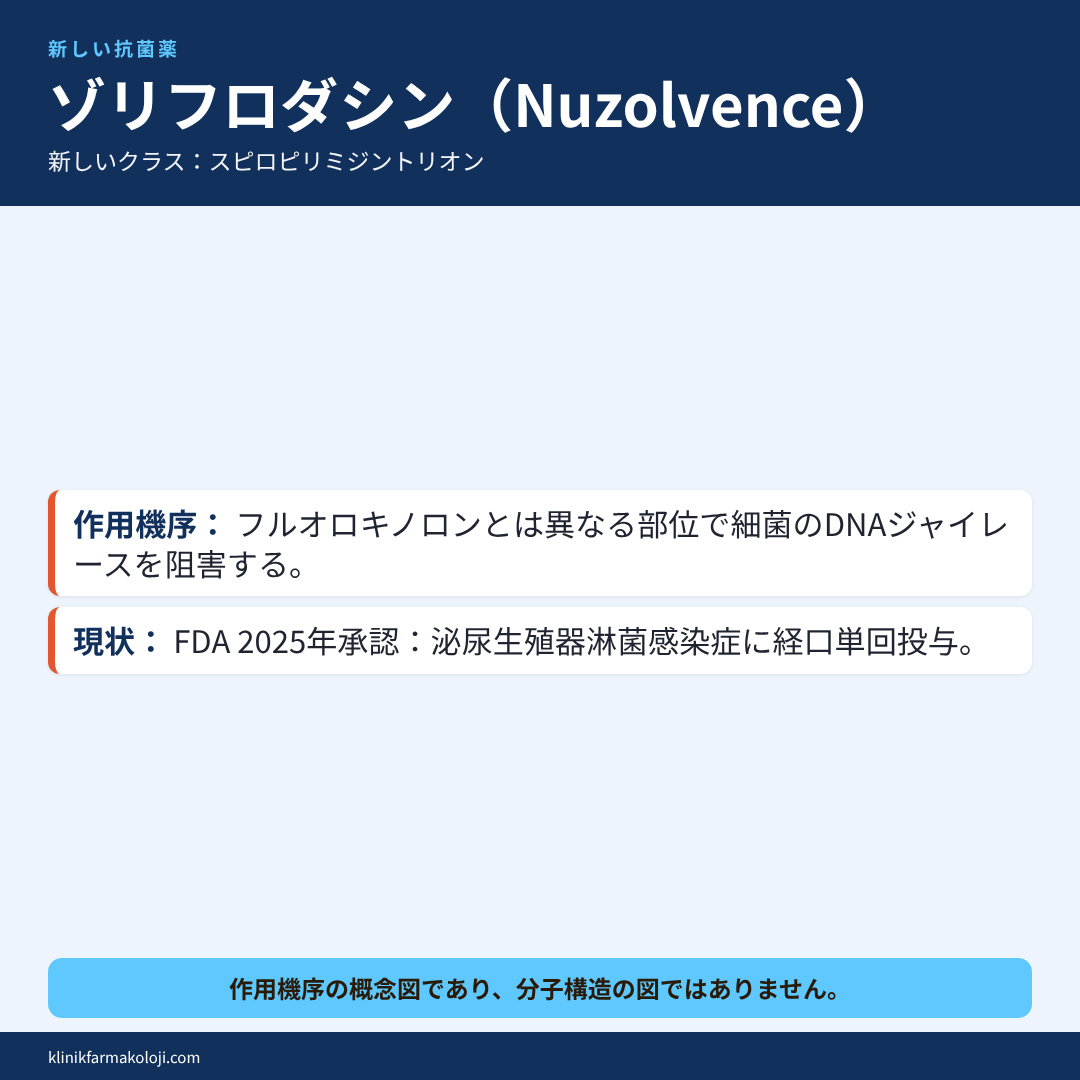 新しい抗菌薬
ゾリフロダシン（Nuzolvence）
新しいクラス：スピロピリミジントリオン
作用機序： フルオロキノロンとは異なる部位で細菌のDNAジャイレ
ースを阻害する。
現状： FDA 2025年承認：泌尿生殖器淋菌感染症に経口単回投与。
作用機序の概念図であり、分子構造の図ではありません。
klinikfarmakoloji.com